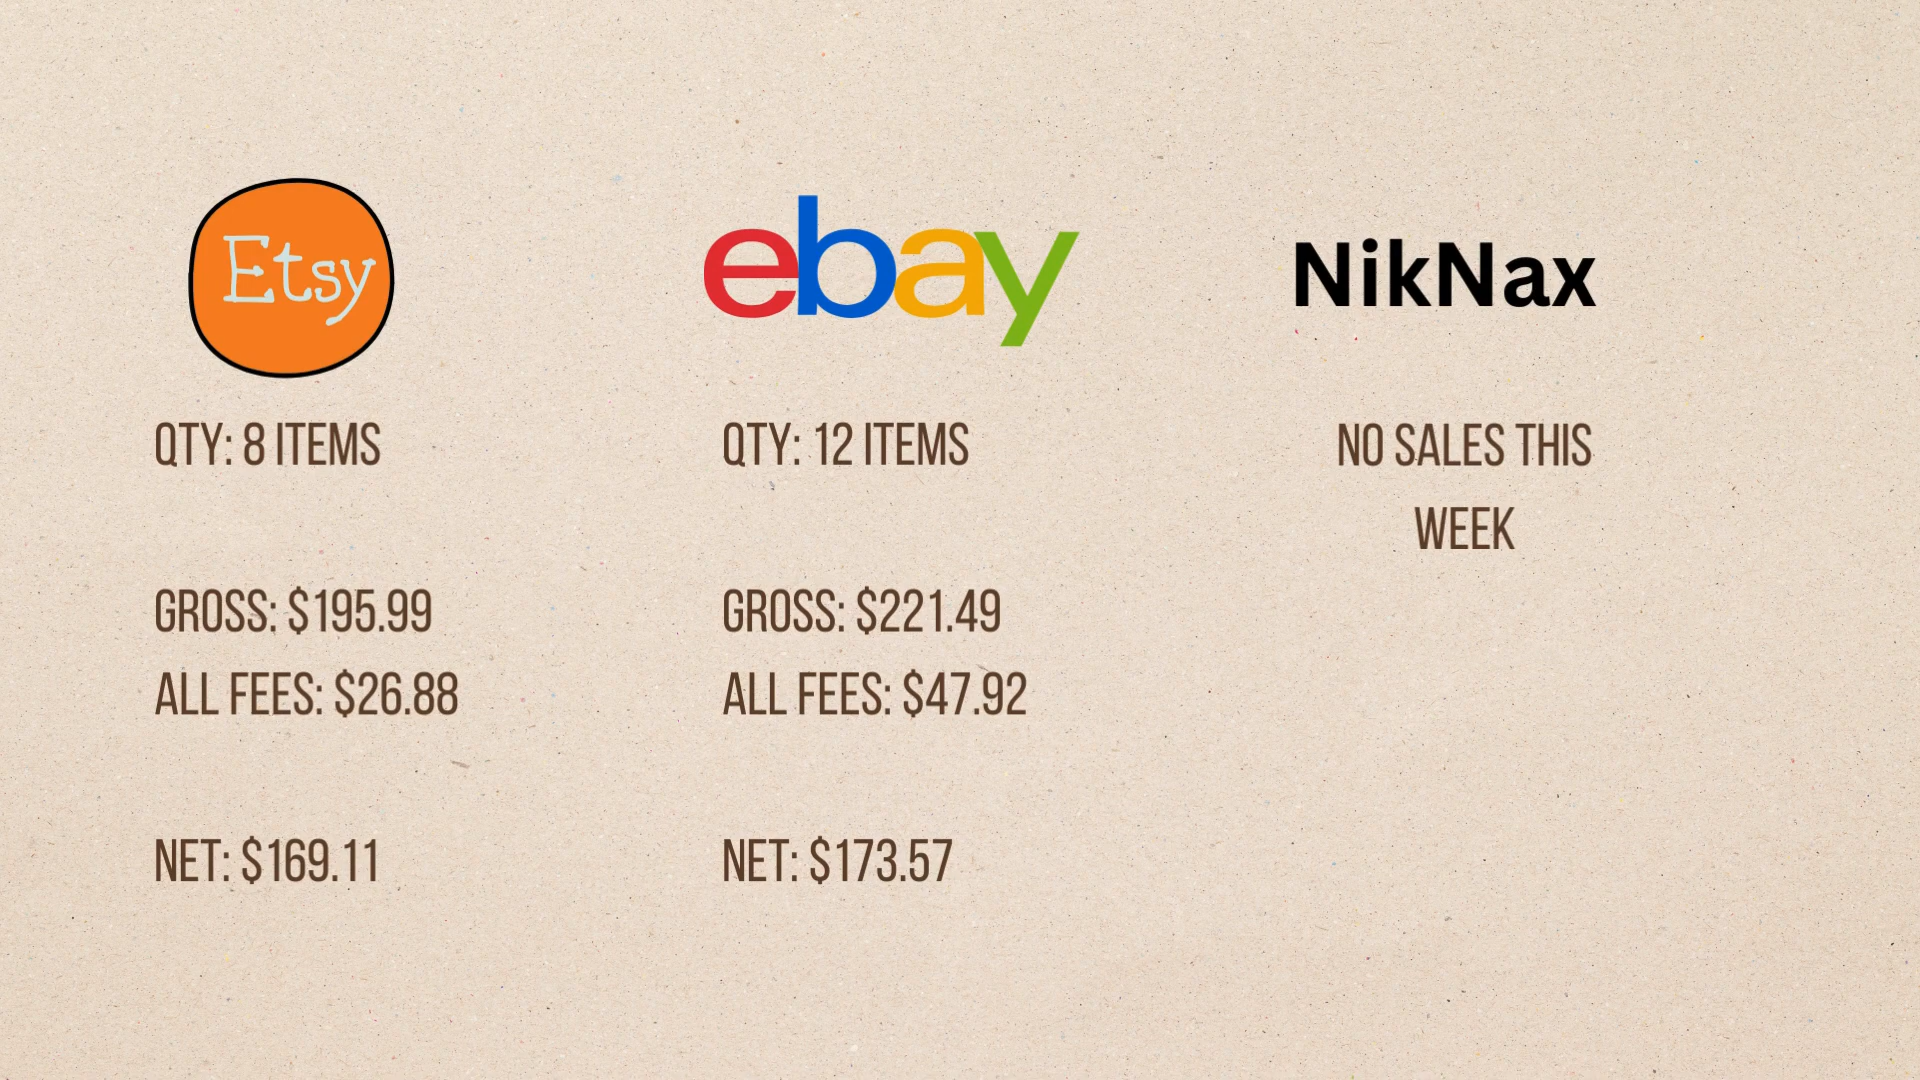 Etsy
QTY: 8 ITEMS
GROSS: $195.99
ALL FEES: $26.88
NET: $169.11
ebay
QTY: 12 ITEMS
GROSS: $221.49
ALL FEES: $47.92
NET: $173.57
NikNax
NO SALES THIS
WEEK